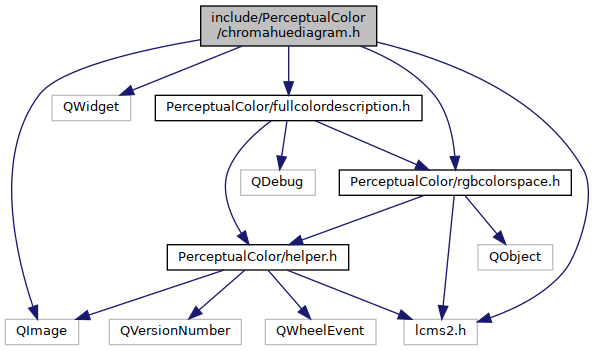 include/PerceptualColor
/chromahuediagram.h
QWidget
PerceptualColor/fullcolordescription.h
QDebug
PerceptualColor/rgbcolorspace.h
PerceptualColor/helper.h
QObject
QImage
QVersionNumber
QWheelEvent
lcms2.h